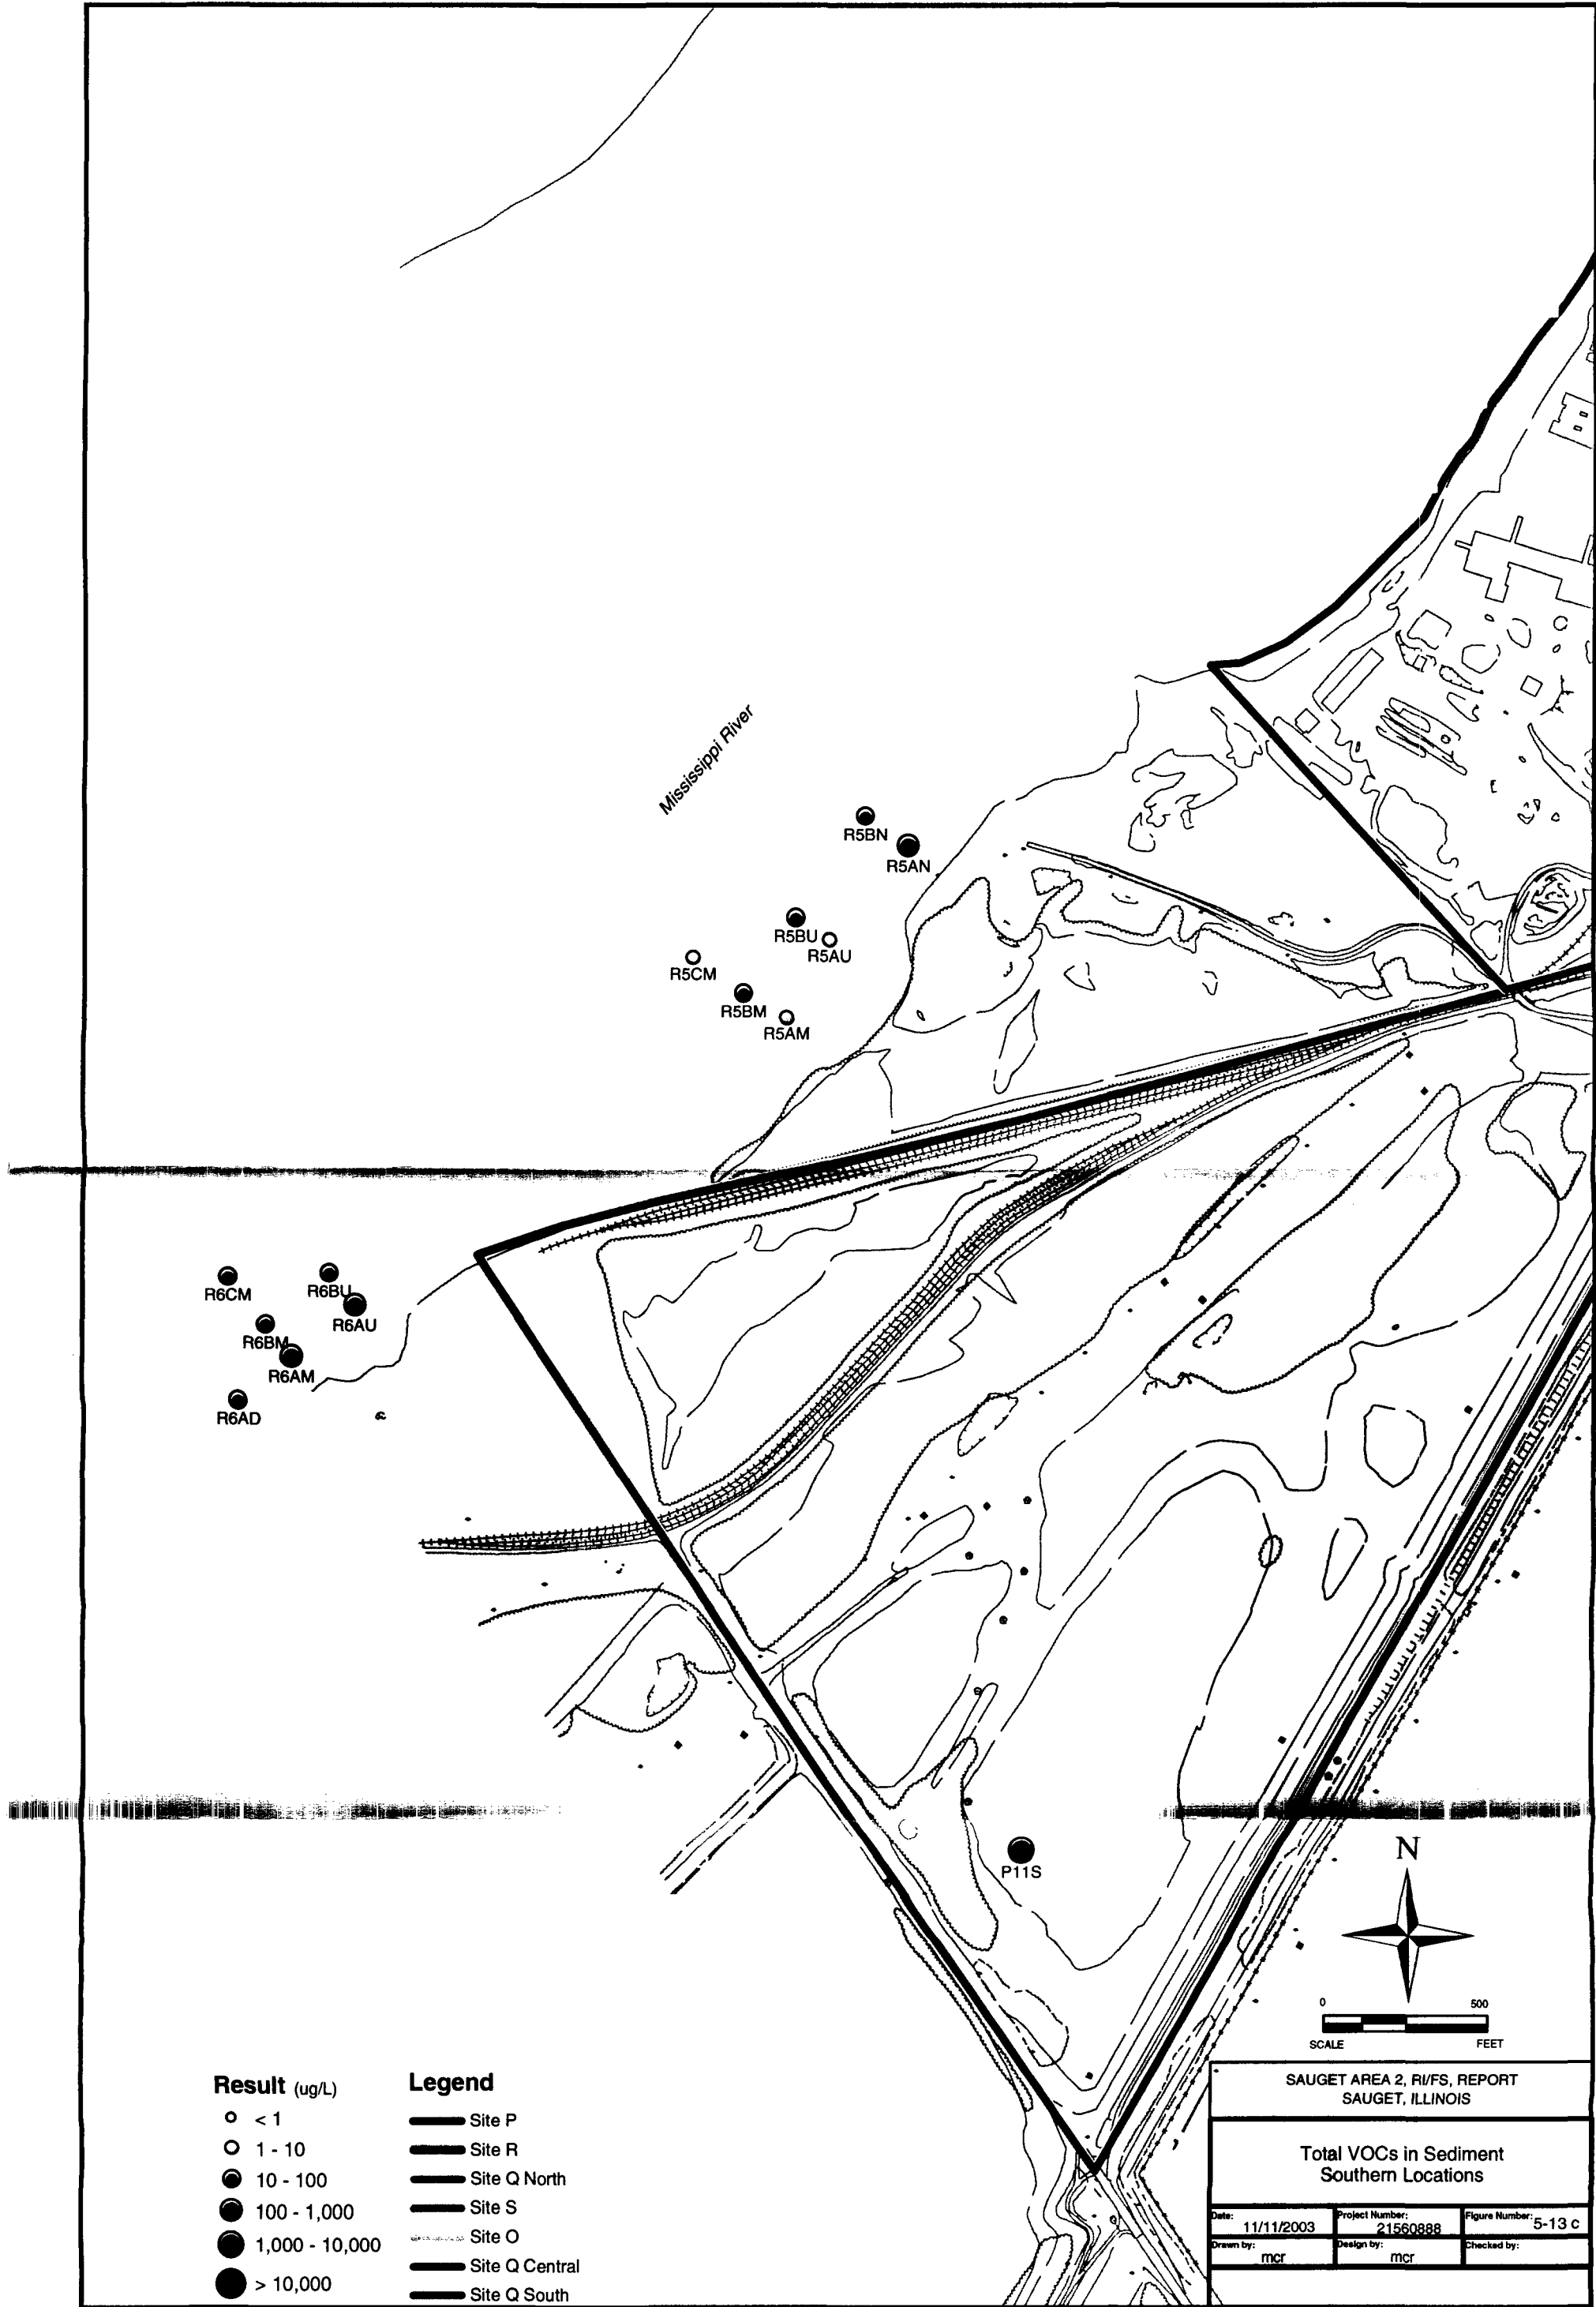 Mississippi River
R5BN
R5AN
R5BU
R5AU
R5CM
R5BM
R5AM
R6CM
R6BU
R6AU
R6BM
R6AM
R6AD
P11S
N
0 500
SCALE FEET
Result (ug/L)
< 1
1 - 10
10 - 100
100 - 1,000
1,000 - 10,000
> 10,000
Legend
Site P
Site R
Site Q North
Site S
Site O
Site Q Central
Site Q South
SAUGET AREA 2, RI/FS, REPORT
SAUGET, ILLINOIS
Total VOCs in Sediment
Southern Locations
Date: 11/11/2003
Project Number: 21560888
Figure Number: 5-13 c
Drawn by: mcr
Design by: mcr
Checked by: